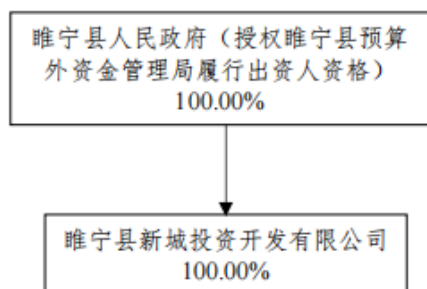 睢宁县人民政府（授权睢宁县预算
外资金管理局履行出资人资格）
100.00%
睢宁县新城投资开发有限公司
100.00%